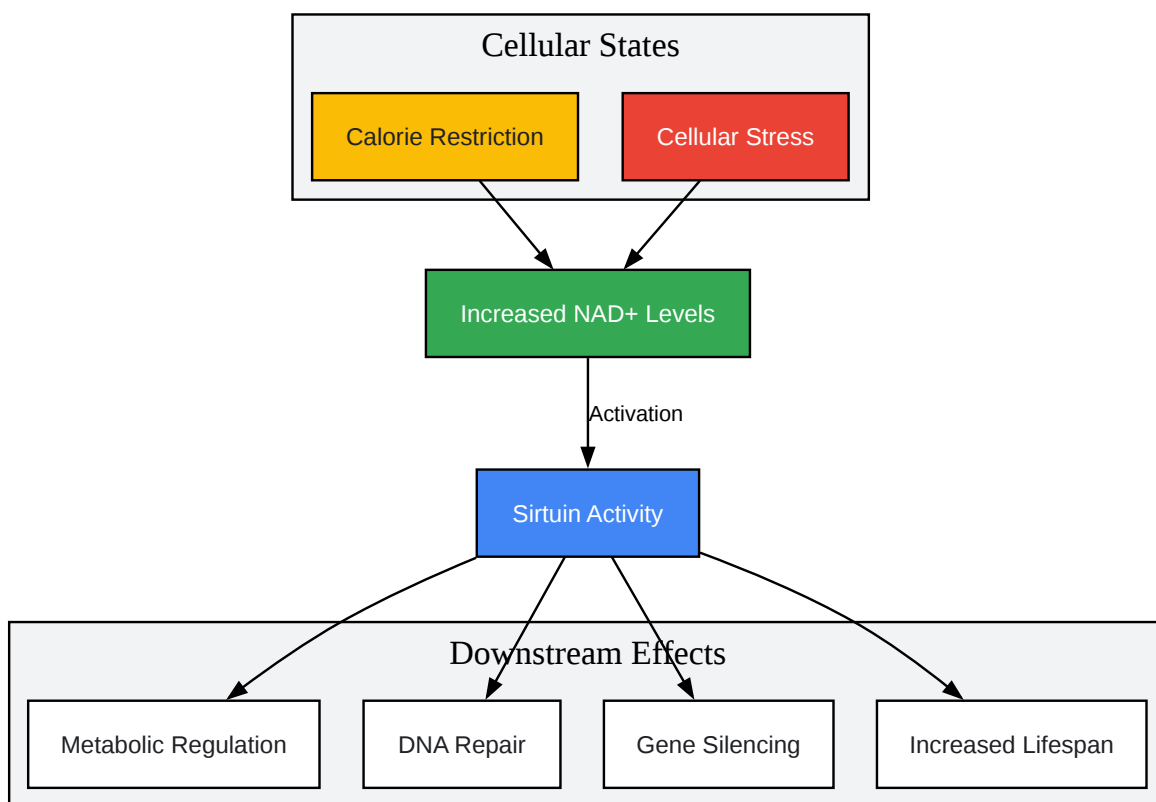 Cellular States
Calorie Restriction
Cellular Stress
Increased NAD+ Levels
Activation
Sirtuin Activity
Downstream Effects
Metabolic Regulation
DNA Repair
Gene Silencing
Increased Lifespan